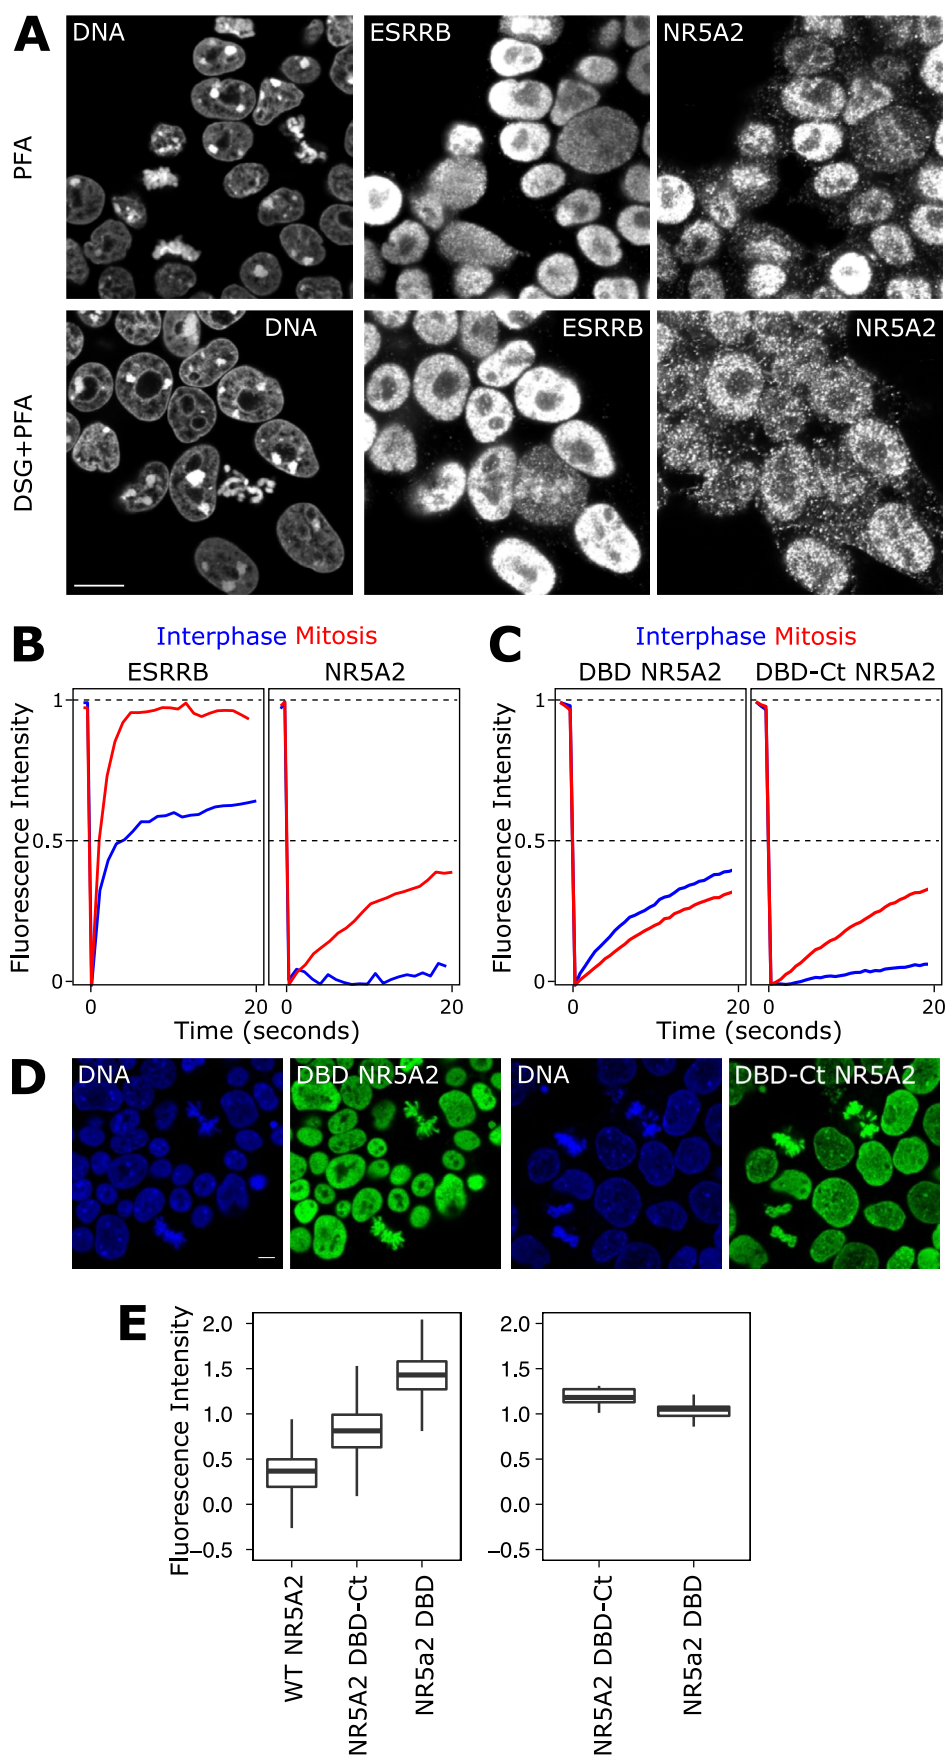 A
DNA
ESRRB
NR5A2
PFA
DNA
ESRRB
NR5A2
DSG+PFA
B
Interphase Mitosis
ESRRB
NR5A2
Fluorescence Intensity
1
0.5
0
0
20
0
20
Time (seconds)
C
Interphase Mitosis
DBD NR5A2
DBD-Ct NR5A2
Fluorescence Intensity
1
0.5
0
0
20
0
20
Time (seconds)
D
DNA
DBD NR5A2
DNA
DBD-Ct NR5A2
E
Fluorescence Intensity
2.0
1.5
1.0
0.5
0.0
−0.5
WT NR5A2
NR5A2 DBD-Ct
NR5a2 DBD
2.0
1.5
1.0
0.5
0.0
−0.5
NR5A2 DBD-Ct
NR5a2 DBD